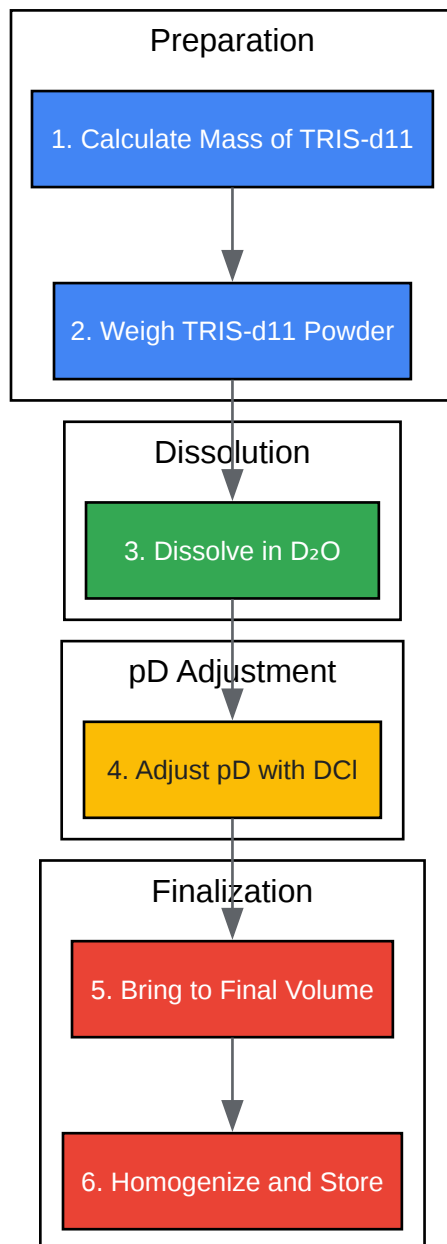 Preparation
1. Calculate Mass of TRIS-d11
2. Weigh TRIS-d11 Powder
Dissolution
3. Dissolve in D₂O
pD Adjustment
4. Adjust pD with DCl
Finalization
5. Bring to Final Volume
6. Homogenize and Store